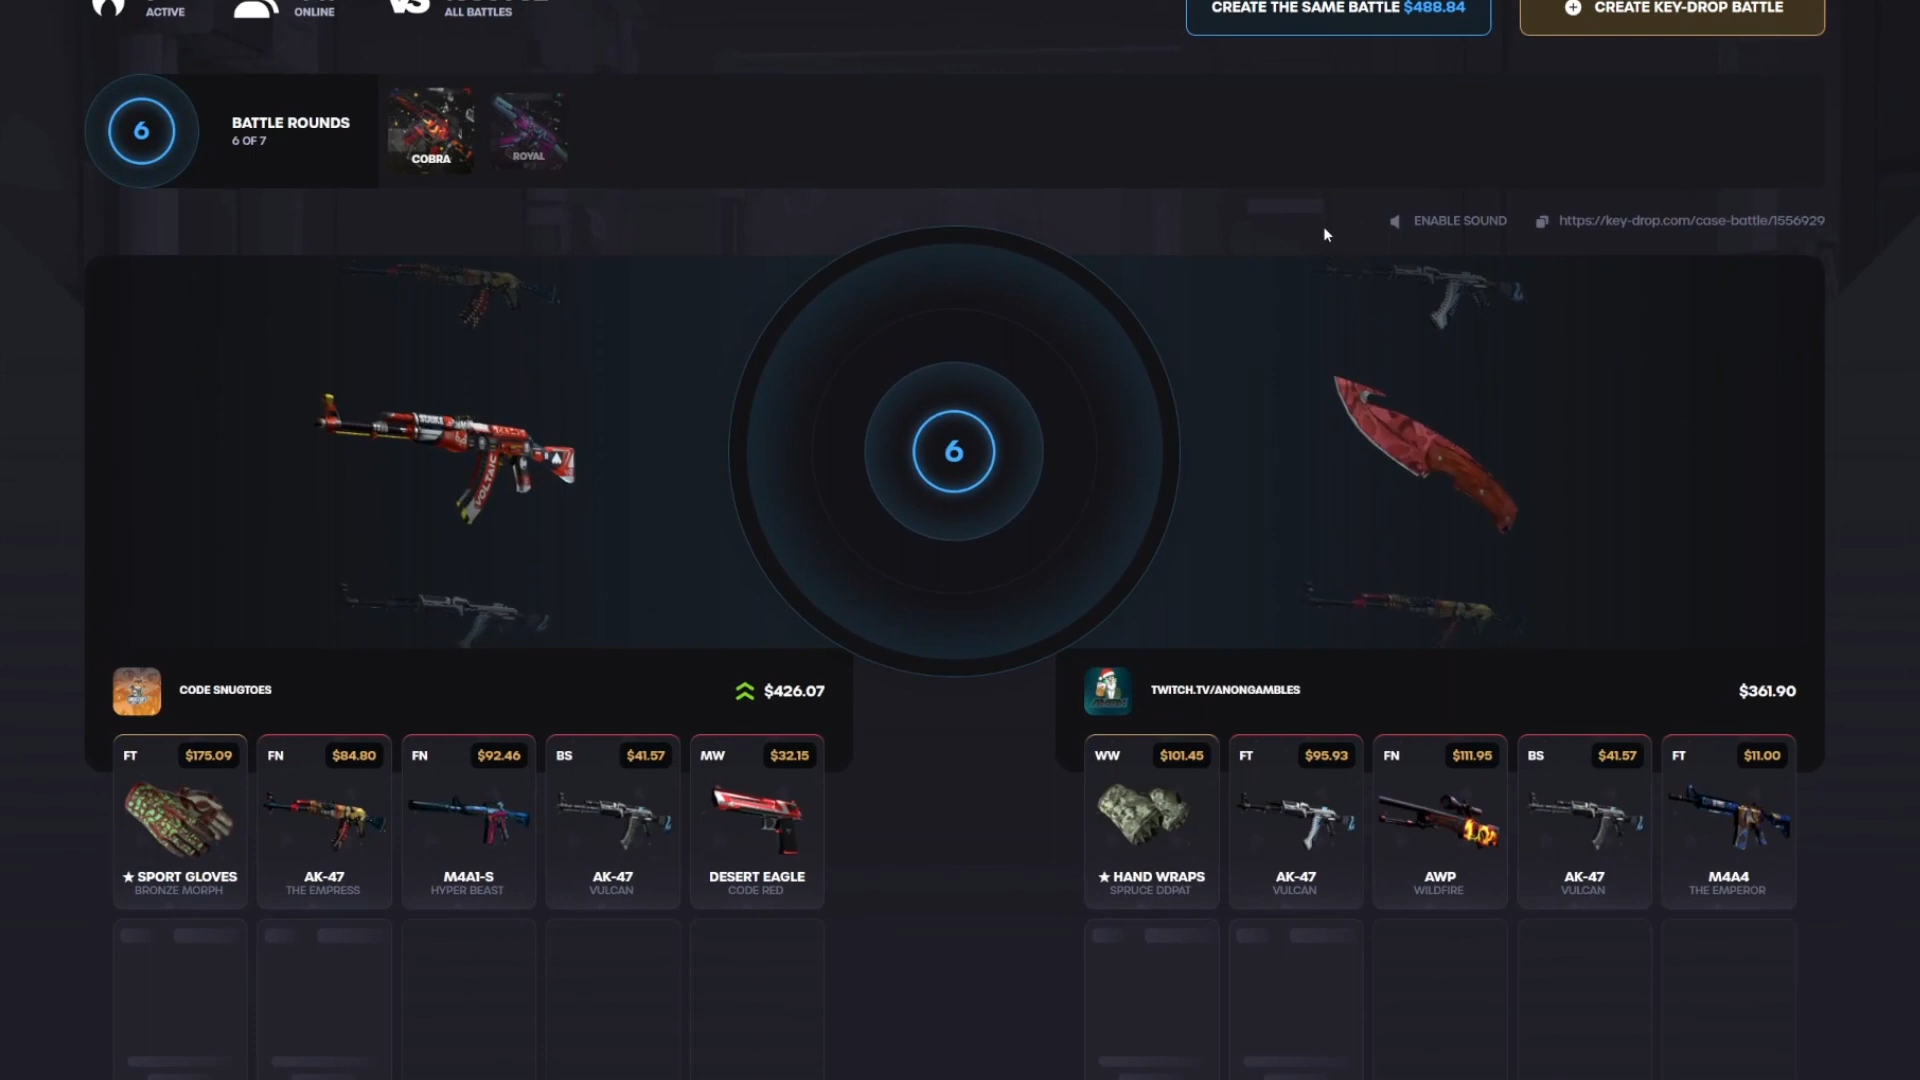 ACTIVE
ONLINE
ALL BATTLES
CREATE THE SAME BATTLE $488.84
CREATE KEY-DROP BATTLE
6
BATTLE ROUNDS
6 OF 7
COBRA
ROYAL
ENABLE SOUND
https://key-drop.com/case-battle/1556929
VOLTAIC
6
CODE SNUGTOES
$426.07
TWITCH.TV/ANONGAMBLES
$361.90
FT $175.09
★ SPORT GLOVES
BRONZE MORPH
FN $84.80
AK-47
THE EMPRESS
FN $92.46
M4A1-S
HYPER BEAST
BS $41.57
AK-47
VULCAN
MW $32.15
DESERT EAGLE
CODE RED
WW $101.45
★ HAND WRAPS
SPRUCE DDPAT
FT $95.93
AK-47
VULCAN
FN $111.95
AWP
WILDFIRE
BS $41.57
AK-47
VULCAN
FT $11.00
M4A4
THE EMPEROR